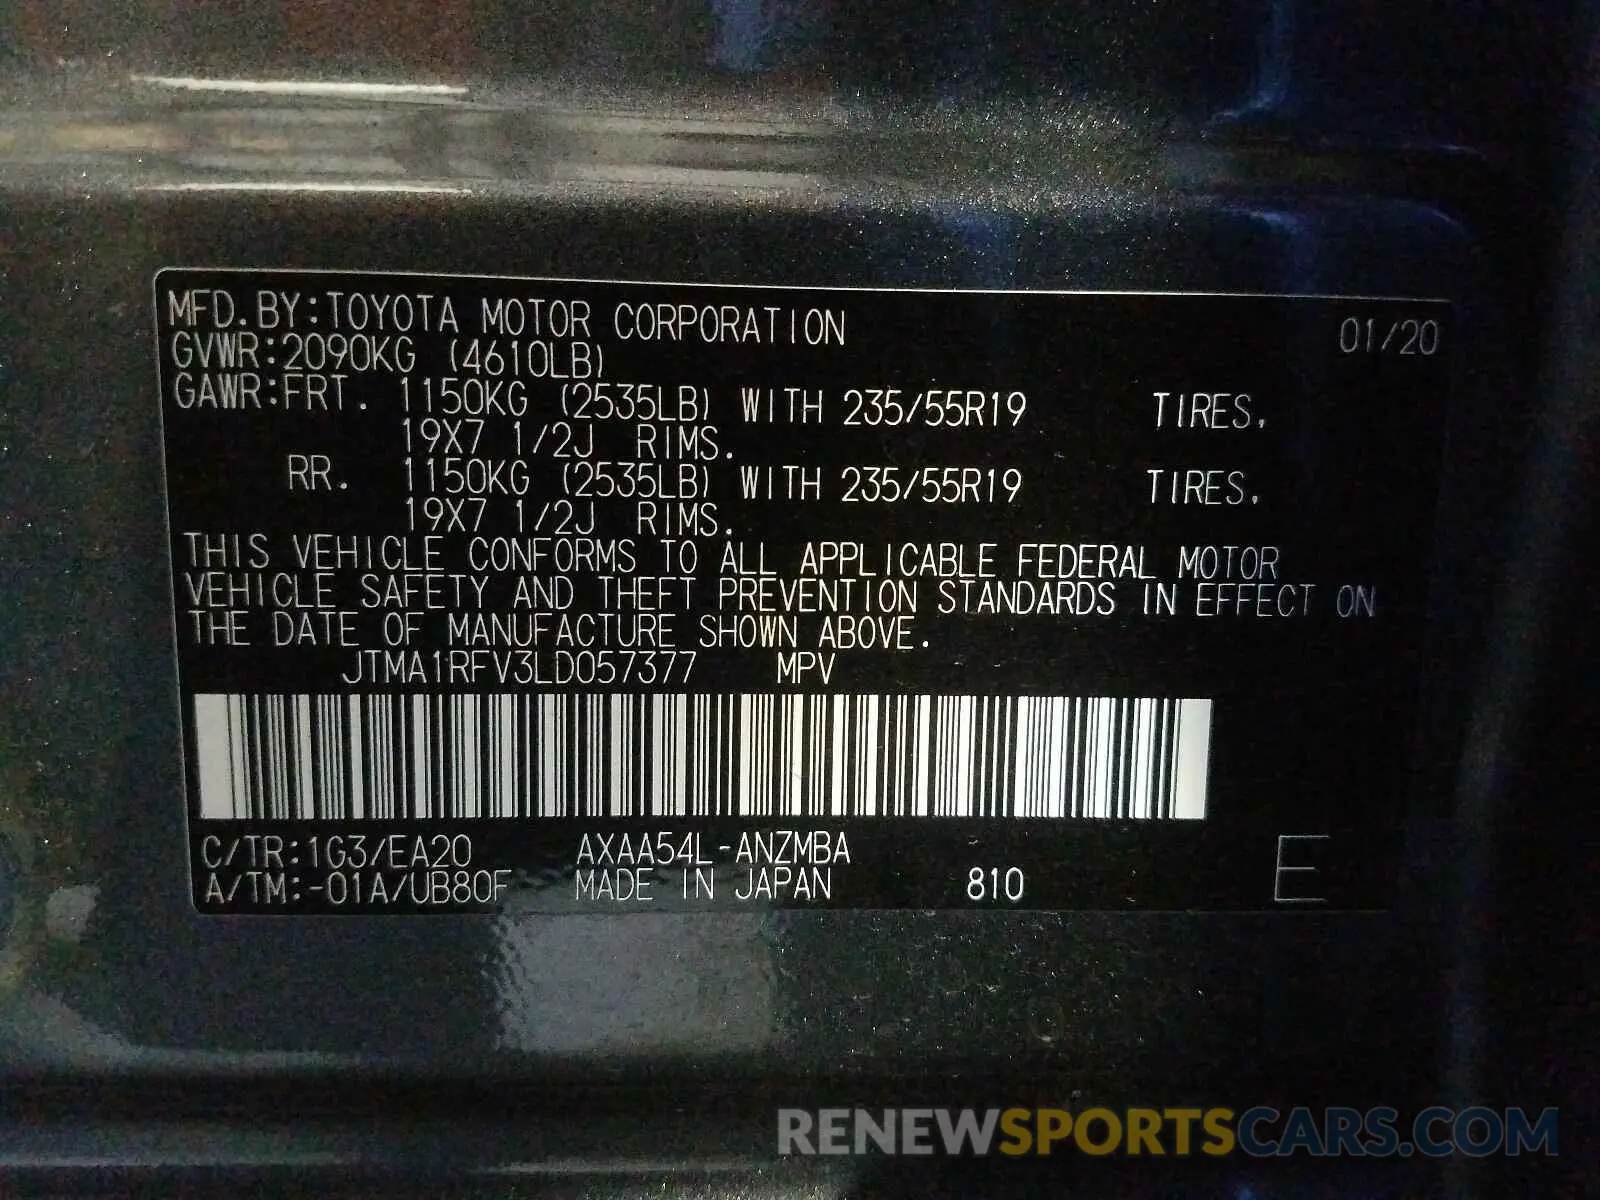 MFD. BY:TOYOTA MOTOR CORPORATION 01/20
GVWR:2090KG (4610LB)
GAWR:FRT. 1150KG (2535LB) WITH 235/55R19 TIRES,
19X7 1/2J RIMS.
RR. 1150KG (2535LB) WITH 235/55R19 TIRES,
19X7 1/2J RIMS.
THIS VEHICLE CONFORMS TO ALL APPLICABLE FEDERAL MOTOR
VEHICLE SAFETY AND THEFT PREVENTION STANDARDS IN EFFECT ON
THE DATE OF MANUFACTURE SHOWN ABOVE.
JTMA1RFV3LD057377 MPV
C/TR:1G3/EA20 AXAA54L-ANZMBA
A/TM:-01A/UB80F MADE IN JAPAN 810 E
RENEWSPORTSCARS.COM